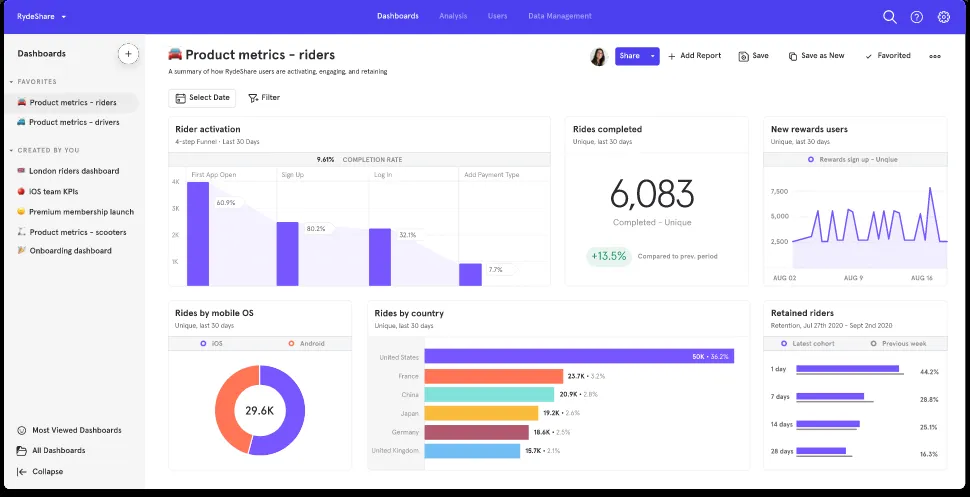 RydeShare
Dashboards Analysis Users Data Management
Dashboards
+
FAVORITES
Product metrics - riders
Product metrics - drivers
CREATED BY YOU
London riders dashboard
iOS team KPIs
Premium membership launch
Product metrics - scooters
Onboarding dashboard
Most Viewed Dashboards
All Dashboards
Collapse
Product metrics - riders
A summary of how RydeShare users are activating, engaging, and retaining
Share
+ Add Report
Save
Save as New
Favorited
Select Date
Filter
Rider activation
4-step Funnel · Last 30 Days
9.61% COMPLETION RATE
First App Open Sign Up Log In Add Payment Type
4K
3K
2K
1K
60.9%
80.2%
32.1%
7.7%
Rides completed
Unique, last 30 days
6,083
Completed - Unique
+13.5% Compared to prev. period
New rewards users
Unique, last 30 days
Rewards sign up - Unqiue
7,500
5,000
2,500
AUG 02 AUG 9 AUG 16
Rides by mobile OS
Unique, last 30 days
iOS Android
29.6K
Rides by country
Unique, last 30 days
United States 50K • 36.2%
France 23.7K • 3.2%
China 20.9K • 2.8%
Japan 19.2K • 2.6%
Germany 18.6K • 2.5%
United Kingdom 15.7K • 2.1%
Retained riders
Retention, Jul 27th 2020 - Sept 2nd 2020
Latest cohort Previous week
1 day 44.2%
7 days 28.8%
14 days 25.1%
28 days 16.3%